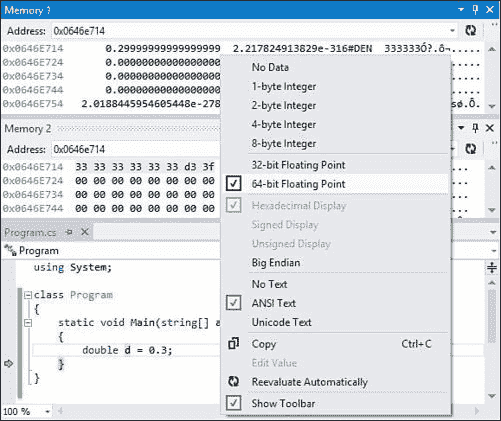 Memory ?
Address: 0x0646e714
0x0646E714 0.29999999999999999 2.217824913829e-316#DEN 333333Ó?.ô¬......
0x0646E724 0.0000000000000000
0x0646E734 0.0000000000000000
0x0646E744 0.0000000000000000
0x0646E754 2.0188445954605448e-278
Memory 2
Address: 0x0646e714
0x0646E714 33 33 33 33 33 33 d3 3f
0x0646E724 00 00 00 00 00 00 00 00
0x0646E734 00 00 00 00 00 00 00 00
0x0646E744 00 00 00 00 00 00 00 00
No Data
1-byte Integer
2-byte Integer
4-byte Integer
8-byte Integer
32-bit Floating Point
64-bit Floating Point
Hexadecimal Display
Signed Display
Unsigned Display
Big Endian
No Text
ANSI Text
Unicode Text
Copy Ctrl+C
Edit Value
Reevaluate Automatically
Show Toolbar
Program.cs
Program
using System;
class Program
{
static void Main(string[] a
{
double d = 0.3;
}
}
100 %